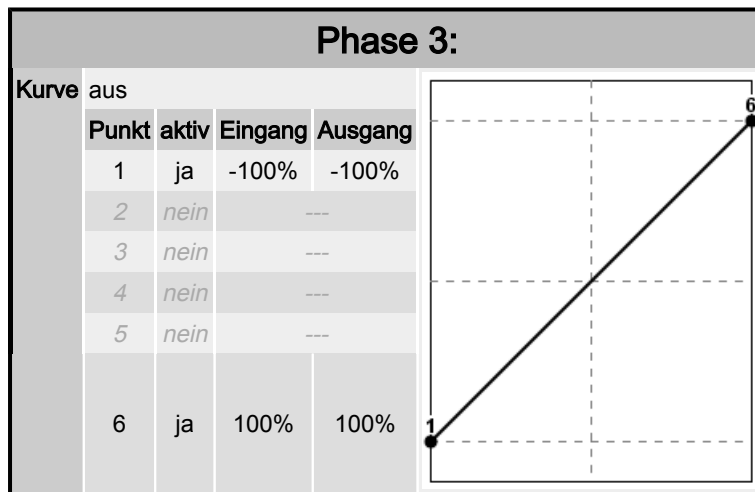 Phase 3:
Kurve aus
Punkt aktiv Eingang Ausgang
1 ja -100% -100%
2 nein ---
3 nein ---
4 nein ---
5 nein ---
6 ja 100% 100%
6
1